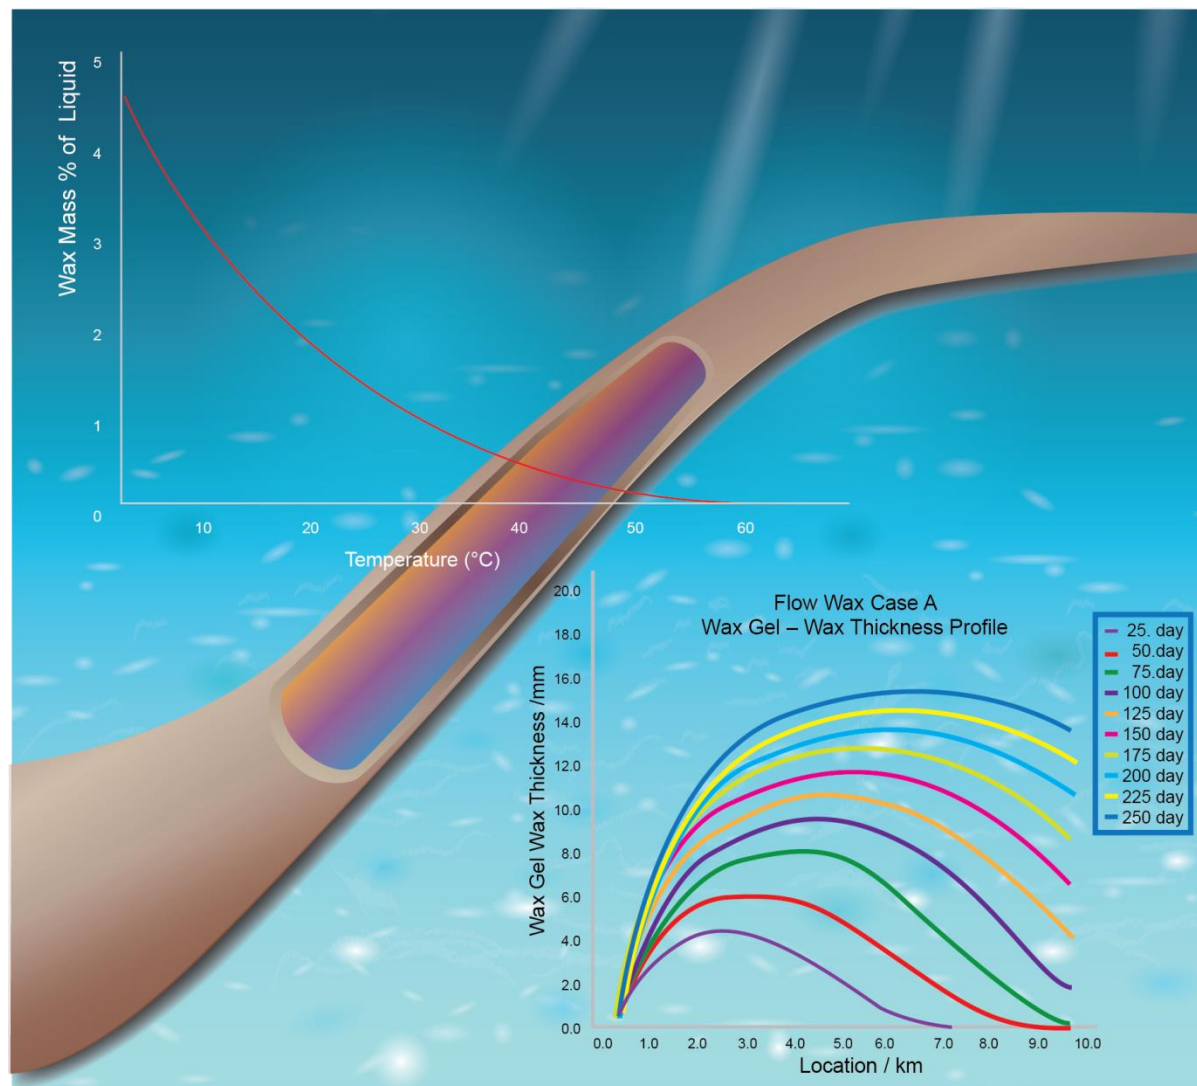 Wax Mass % of Liquid
5
4
3
2
1
0
10 20 30 40 50 60
Temperature (°C)
Flow Wax Case A
Wax Gel – Wax Thickness Profile
Wax Gel Wax Thickness /mm
20.0
18.0
16.0
14.0
12.0
10.0
8.0
6.0
4.0
2.0
0.0
0.0 1.0 3.0 4.0 5.0 6.0 7.0 8.0 9.0 10.0
Location / km
25. day
50.day
75.day
100 day
125 day
150 day
175 day
200 day
225 day
250 day